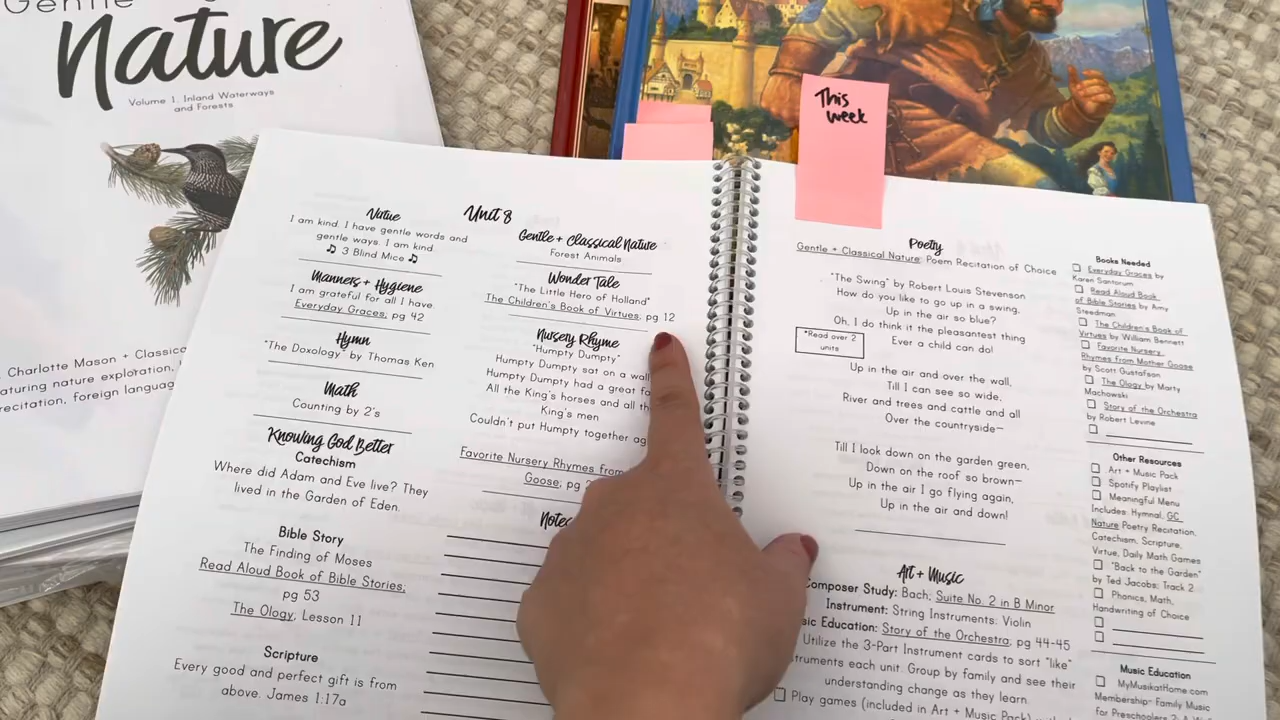 Gentle
Nature
Volume 1. Inland Waterways
and Forests
Charlotte Mason + Classica
turing nature exploration,
recitation, foreign languag
This
week
Unit 8
Virtue
I am kind. I have gentle words and
gentle ways. I am kind.
♫ 3 Blind Mice ♫
Manners + Hygiene
I am grateful for all I have.
Everyday Graces; pg 42
Hymn
"The Doxology" by Thomas Ken
Math
Counting by 2's
Knowing God Better
Catechism
Where did Adam and Eve live? They
lived in the Garden of Eden.
Bible Story
The Finding of Moses
Read Aloud Book of Bible Stories;
pg 53
The Ology, Lesson 11
Scripture
Every good and perfect gift is from
above. James 1:17a
Gentle + Classical Nature
Forest Animals
Wonder Tale
"The Little Hero of Holland"
The Children's Book of Virtues; pg 12
Nursery Rhyme
"Humpty Dumpty"
Humpty Dumpty sat on a wall
Humpty Dumpty had a great fa
All the King's horses and all th
King's men
Couldn't put Humpty together ag
Favorite Nursery Rhymes from
Goose; pg
Notes
Poetry
Gentle + Classical Nature: Poem Recitation of Choice
"The Swing" by Robert Louis Stevenson
How do you like to go up in a swing,
Up in the air so blue?
Oh, I do think it the pleasantest thing
Ever a child can do!
*Read over 2
units
Up in the air and over the wall,
Till I can see so wide,
River and trees and cattle and all
Over the countryside—
Till I look down on the garden green,
Down on the roof so brown—
Up in the air I go flying again,
Up in the air and down!
Art + Music
Composer Study: Bach; Suite No. 2 in B Minor
Instrument: String Instruments: Violin
sic Education: Story of the Orchestra; pg 44-45
Utilize the 3-Part Instrument cards to sort "like"
struments each unit. Group by family and see their
understanding change as they learn.
Play games (included in Art + Music Pack)
Books Needed
Everyday Graces by
Karen Santorum
Read Aloud Book
of Bible Stories by Amy
Steedman
The Children's Book of
Virtues by William Bennett
Favorite Nursery
Rhymes from Mother Goose
by Scott Gustafson
The Ology by Marty
Machowski
Story of the Orchestra
by Robert Levine
Other Resources
Art + Music Pack
Spotify Playlist
Meaningful Menu
Includes: Hymnal, GC
Nature Poetry Recitation,
Catechism, Scripture,
Virtue, Daily Math Games
"Back to the Garden"
by Ted Jacobs; Track 2
Phonics, Math,
Handwriting of Choice
Music Education
MyMusikatHome.com
Membership- Family Music
for Preschoolers